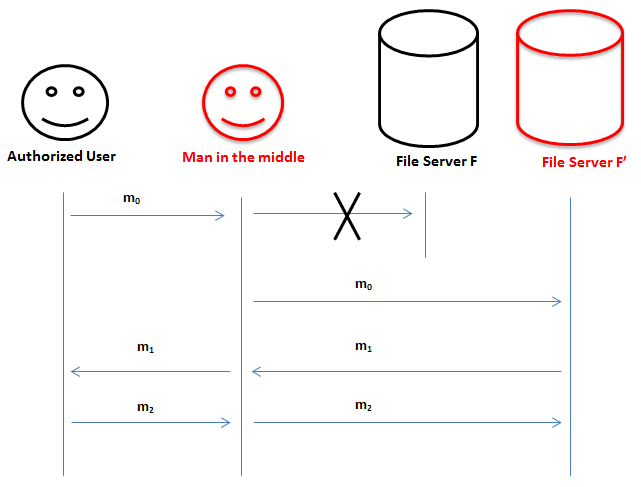 Authorized User
Man in the middle
File Server F
File Server F’
m₀
m₀
m₁
m₁
m₂
m₂